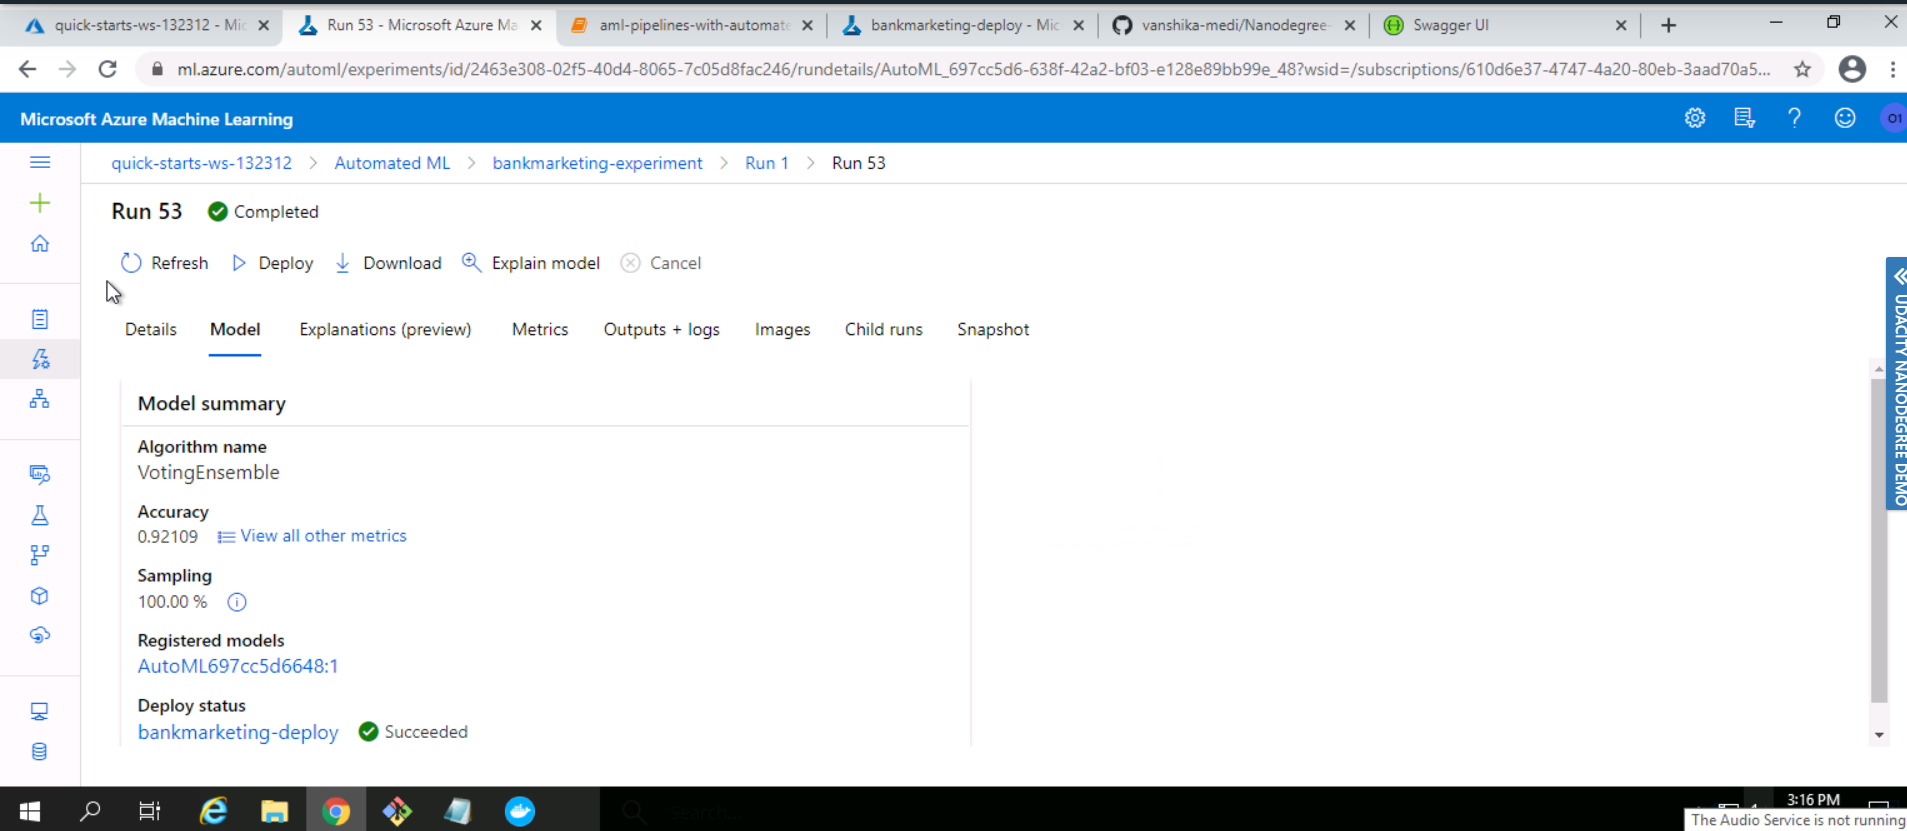 quick-starts-ws-132312 - Mic
Run 53 - Microsoft Azure Ma
aml-pipelines-with-automate
bankmarketing-deploy - Mic
vanshika-medi/Nanodegree-
Swagger UI
ml.azure.com/automl/experiments/id/2463e308-02f5-40d4-8065-7c05d8fac246/rundetails/AutoML_697cc5d6-638f-42a2-bf03-e128e89bb99e_48?wsid=/subscriptions/610d6e37-4747-4a20-80eb-3aad70a5...
Microsoft Azure Machine Learning
01
quick-starts-ws-132312 > Automated ML > bankmarketing-experiment > Run 1 > Run 53
Run 53 Completed
Refresh Deploy Download Explain model Cancel
Details Model Explanations (preview) Metrics Outputs + logs Images Child runs Snapshot
UDACITY NANODEGREE DEMO
Model summary
Algorithm name
VotingEnsemble
Accuracy
0.92109 View all other metrics
Sampling
100.00 %
Registered models
AutoML697cc5d6648:1
Deploy status
bankmarketing-deploy Succeeded
Search...
3:16 PM
The Audio Service is not running